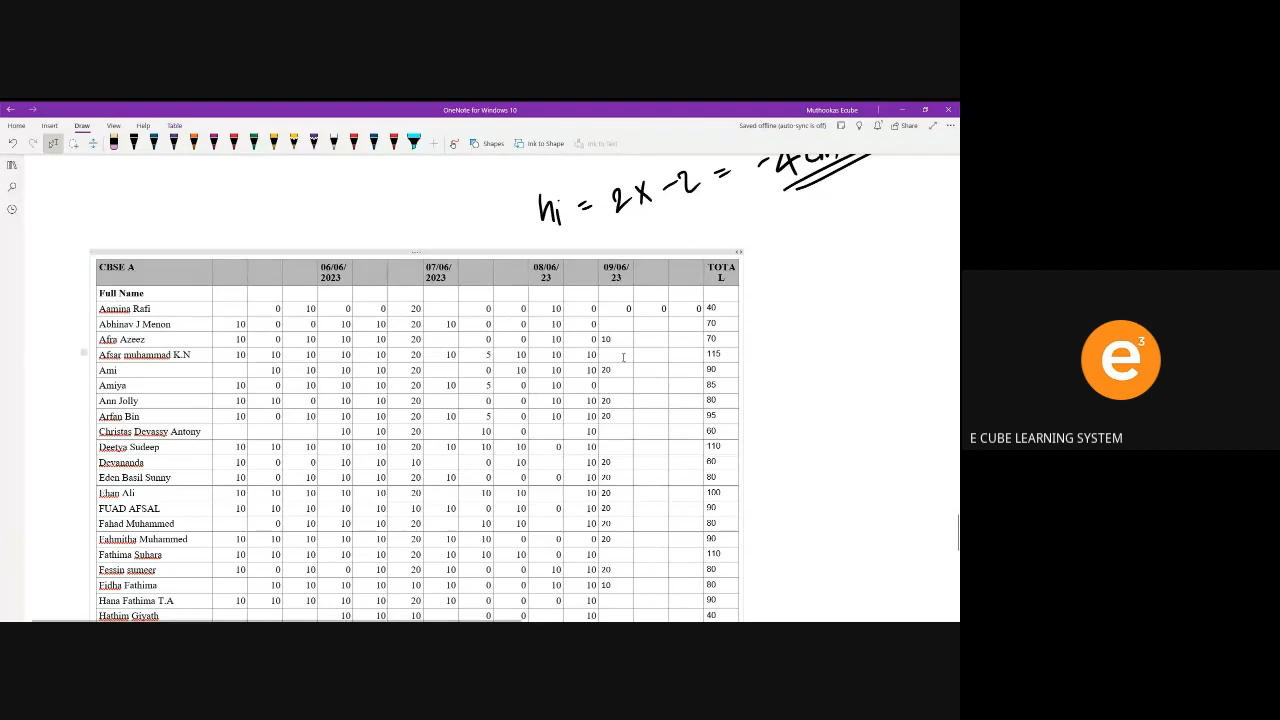 OneNote for Windows 10
Muthookas Ecube
Home Insert Draw View Help Table
Saved offline (auto-sync is off) Share
Shapes Ink to Shape Ink to Text
hi = 2 x -2 = -4cm
CBSE A 06/06/2023 07/06/2023 08/06/23 09/06/23 TOTAL
Full Name
Aamina Rafi 0 10 0 0 20 0 0 10 0 0 0 0 40
Abhinav J Menon 10 0 0 10 10 20 10 0 0 10 0 70
Afra Azeez 10 0 0 10 10 20 0 0 10 0 10 70
Afsar muhammad K.N 10 0 10 10 10 20 10 5 10 10 10 115
Ami 10 10 10 10 20 0 10 10 10 20 90
Amiya 10 0 10 10 10 20 10 5 0 10 0 85
Ann Jolly 10 10 0 10 10 20 0 0 10 10 20 80
Arfan Bin 10 0 10 10 10 20 10 5 0 10 10 20 95
Christas Devassy Antony 10 10 20 10 0 10 60
Deetya Sudeep 10 10 10 10 10 20 10 10 10 0 10 110
Devananda 10 0 0 10 10 10 0 10 10 20 60
Eden Basil Sunny 10 0 10 10 10 20 10 0 0 0 10 20 80
Ehan Ali 10 10 10 10 10 20 10 10 10 20 100
FUAD AFSAL 10 10 10 10 10 20 10 0 10 0 10 20 90
Fahad Muhammed 0 10 10 10 20 10 10 10 20 80
Fahmitha Muhammed 10 10 10 10 10 20 10 10 0 0 0 20 90
Fathima Suhara 10 10 10 10 10 20 10 10 10 0 10 110
Fessin sumeer 10 0 10 10 10 20 10 0 0 10 10 20 80
Fidha Fathima 10 10 10 10 10 10 0 0 10 10 10 80
Hana Fathima T.A 10 10 10 10 10 20 10 0 0 0 10 90
Hathim Giyath 10 10 10 0 0 10 40
e3
E CUBE LEARNING SYSTEM